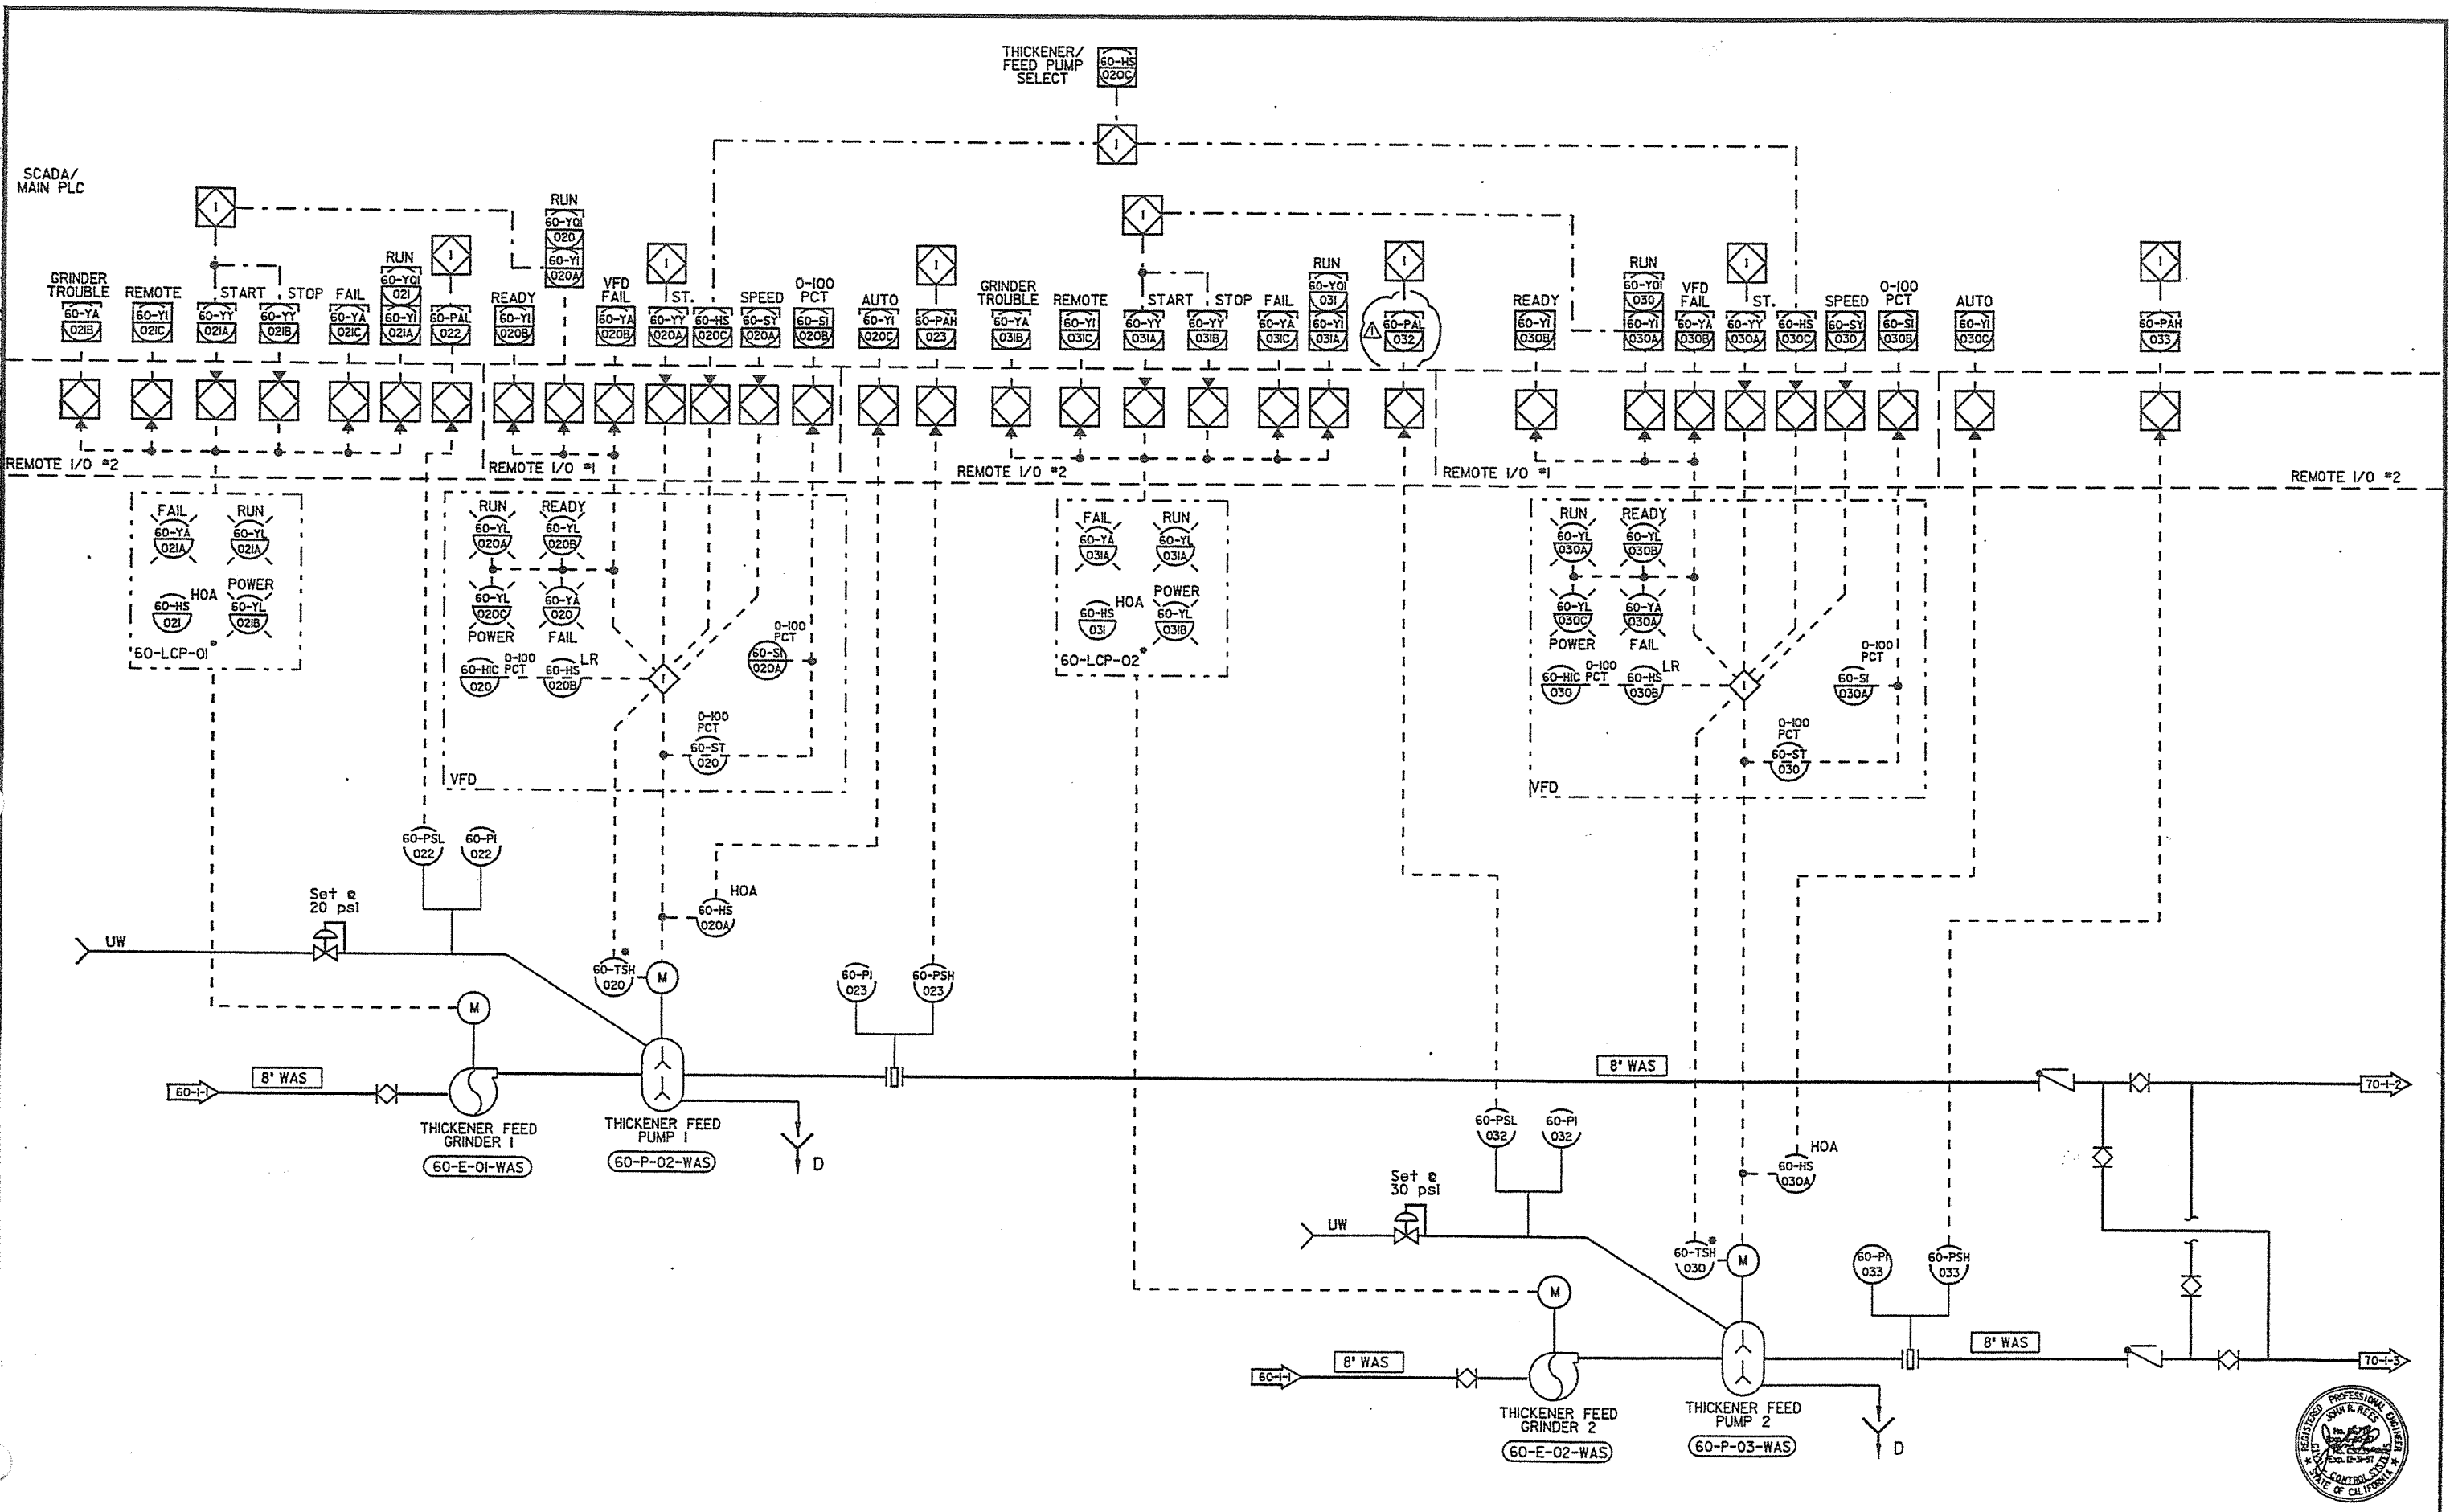 THICKENER/
FEED PUMP
SELECT
60-HS
020C
I
SCADA/
MAIN PLC
I
I
RUN
60-YQI
020
60-YI
020A
I
I
I
I
I
I
I
GRINDER
TROUBLE
60-YA
021B
REMOTE
60-YI
021C
START
60-YY
021A
STOP
60-YY
021B
FAIL
60-YA
021C
RUN
60-YQI
021
60-YI
021A
60-PAL
022
READY
60-YI
020B
VFD
FAIL
60-YA
020B
ST.
60-YY
020A
60-HS
020C
SPEED
60-SY
020A
0-100
PCT
60-SI
020B
AUTO
60-YI
020C
60-PAH
023
GRINDER
TROUBLE
60-YA
031B
REMOTE
60-YI
031C
START
60-YY
031A
STOP
60-YY
031B
FAIL
60-YA
031C
RUN
60-YQI
031
60-YI
031A
1
60-PAL
032
READY
60-YI
030B
RUN
60-YQI
030
60-YI
030A
VFD
FAIL
60-YA
030B
ST.
60-YY
030A
60-HS
030C
SPEED
60-SY
030
0-100
PCT
60-SI
030B
AUTO
60-YI
030C
60-PAH
033
REMOTE I/O #2
REMOTE I/O #1
REMOTE I/O #2
REMOTE I/O #1
REMOTE I/O #2
FAIL
60-YA
021A
RUN
60-YL
021A
HOA
60-HS
021
POWER
60-YL
021B
60-LCP-01*
RUN
60-YL
020A
READY
60-YL
020B
60-YL
020C
POWER
60-YA
020
FAIL
60-HIC
020
0-100
PCT
60-HS
020B
LR
I
0-100
PCT
60-SI
020A
0-100
PCT
60-ST
020
VFD
FAIL
60-YA
031A
RUN
60-YL
031A
HOA
60-HS
031
POWER
60-YL
031B
60-LCP-02*
RUN
60-YL
030A
READY
60-YL
030B
60-YL
030C
POWER
60-YA
030A
FAIL
60-HIC
030
0-100
PCT
60-HS
030B
LR
I
0-100
PCT
60-SI
030A
0-100
PCT
60-ST
030
VFD
60-PSL
022
60-PI
022
Set @
20 psi
UW
HOA
60-HS
020A
60-TSH
020
*
M
60-PI
023
60-PSH
023
M
60-1-1
8" WAS
8" WAS
70-1-2
THICKENER FEED
GRINDER 1
60-E-01-WAS
THICKENER FEED
PUMP 1
60-P-02-WAS
D
60-PSL
032
60-PI
032
HOA
60-HS
030A
Set @
30 psi
UW
60-TSH
030
*
M
60-PI
033
60-PSH
033
M
60-1-1
8" WAS
8" WAS
70-1-3
THICKENER FEED
GRINDER 2
60-E-02-WAS
THICKENER FEED
PUMP 2
60-P-03-WAS
D
REGISTERED PROFESSIONAL ENGINEER
JOHN R. REES
Exp. 12-31-97
CONTROL SYSTEMS
STATE OF CALIFORNIA